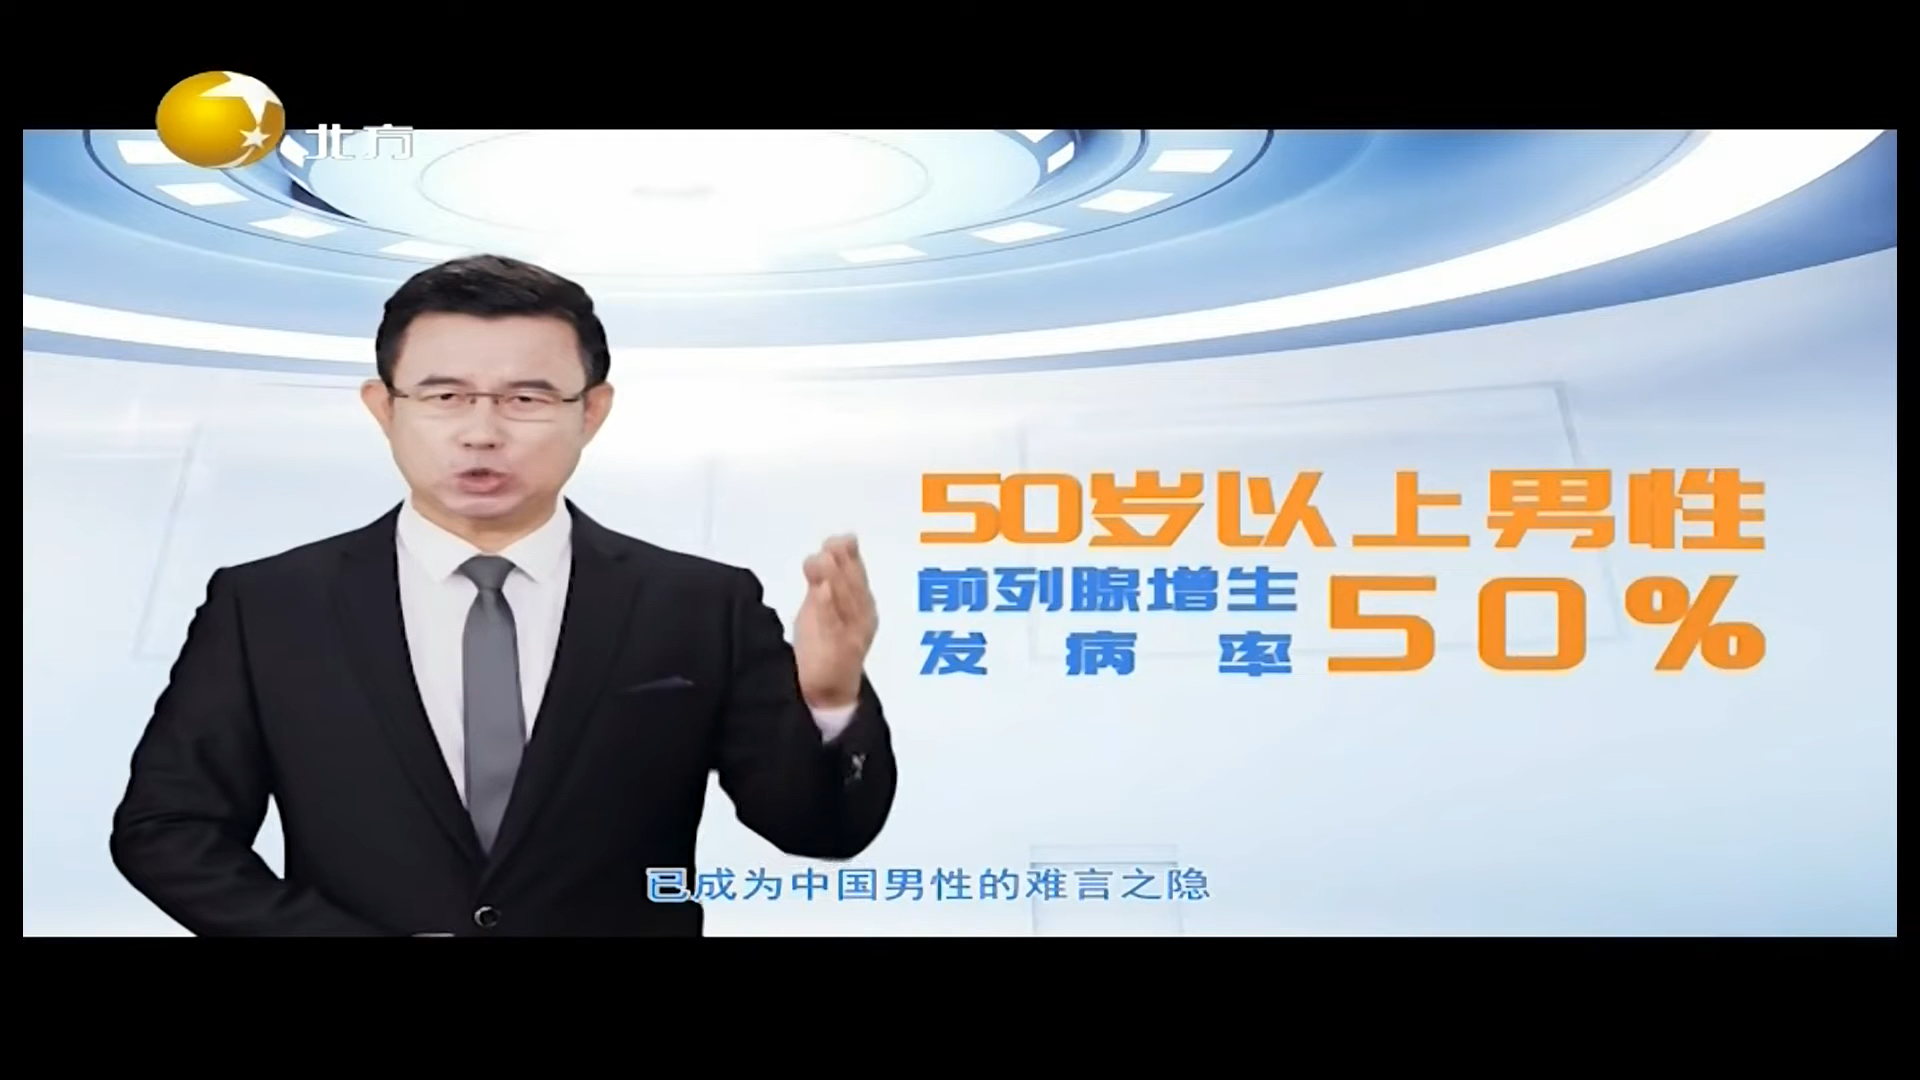 北方
50岁以上男性
前列腺增生
发病率
50%
已成为中国男性的难言之隐